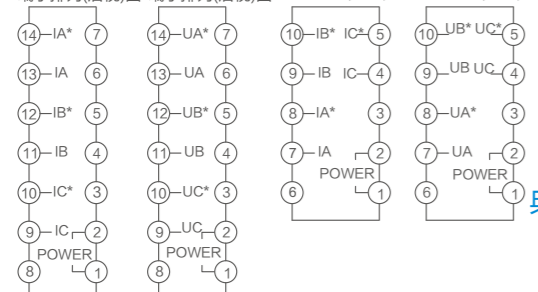 14 IA* 7 14 UA* 7 10 IB* IC* 5 10 UB* UC* 5
13 IA 6 13 UA 6 9 IB IC 4 9 UB UC 4
12 IB* 5 12 UB* 5 8 IA* 3 8 UA* 3
11 IB 4 11 UB 4 7 IA 2 7 UA 2
POWER POWER
10 IC* 3 10 UC* 3 6 1 6 1
9 IC 2 9 UC 2
POWER POWER
8 1 8 1